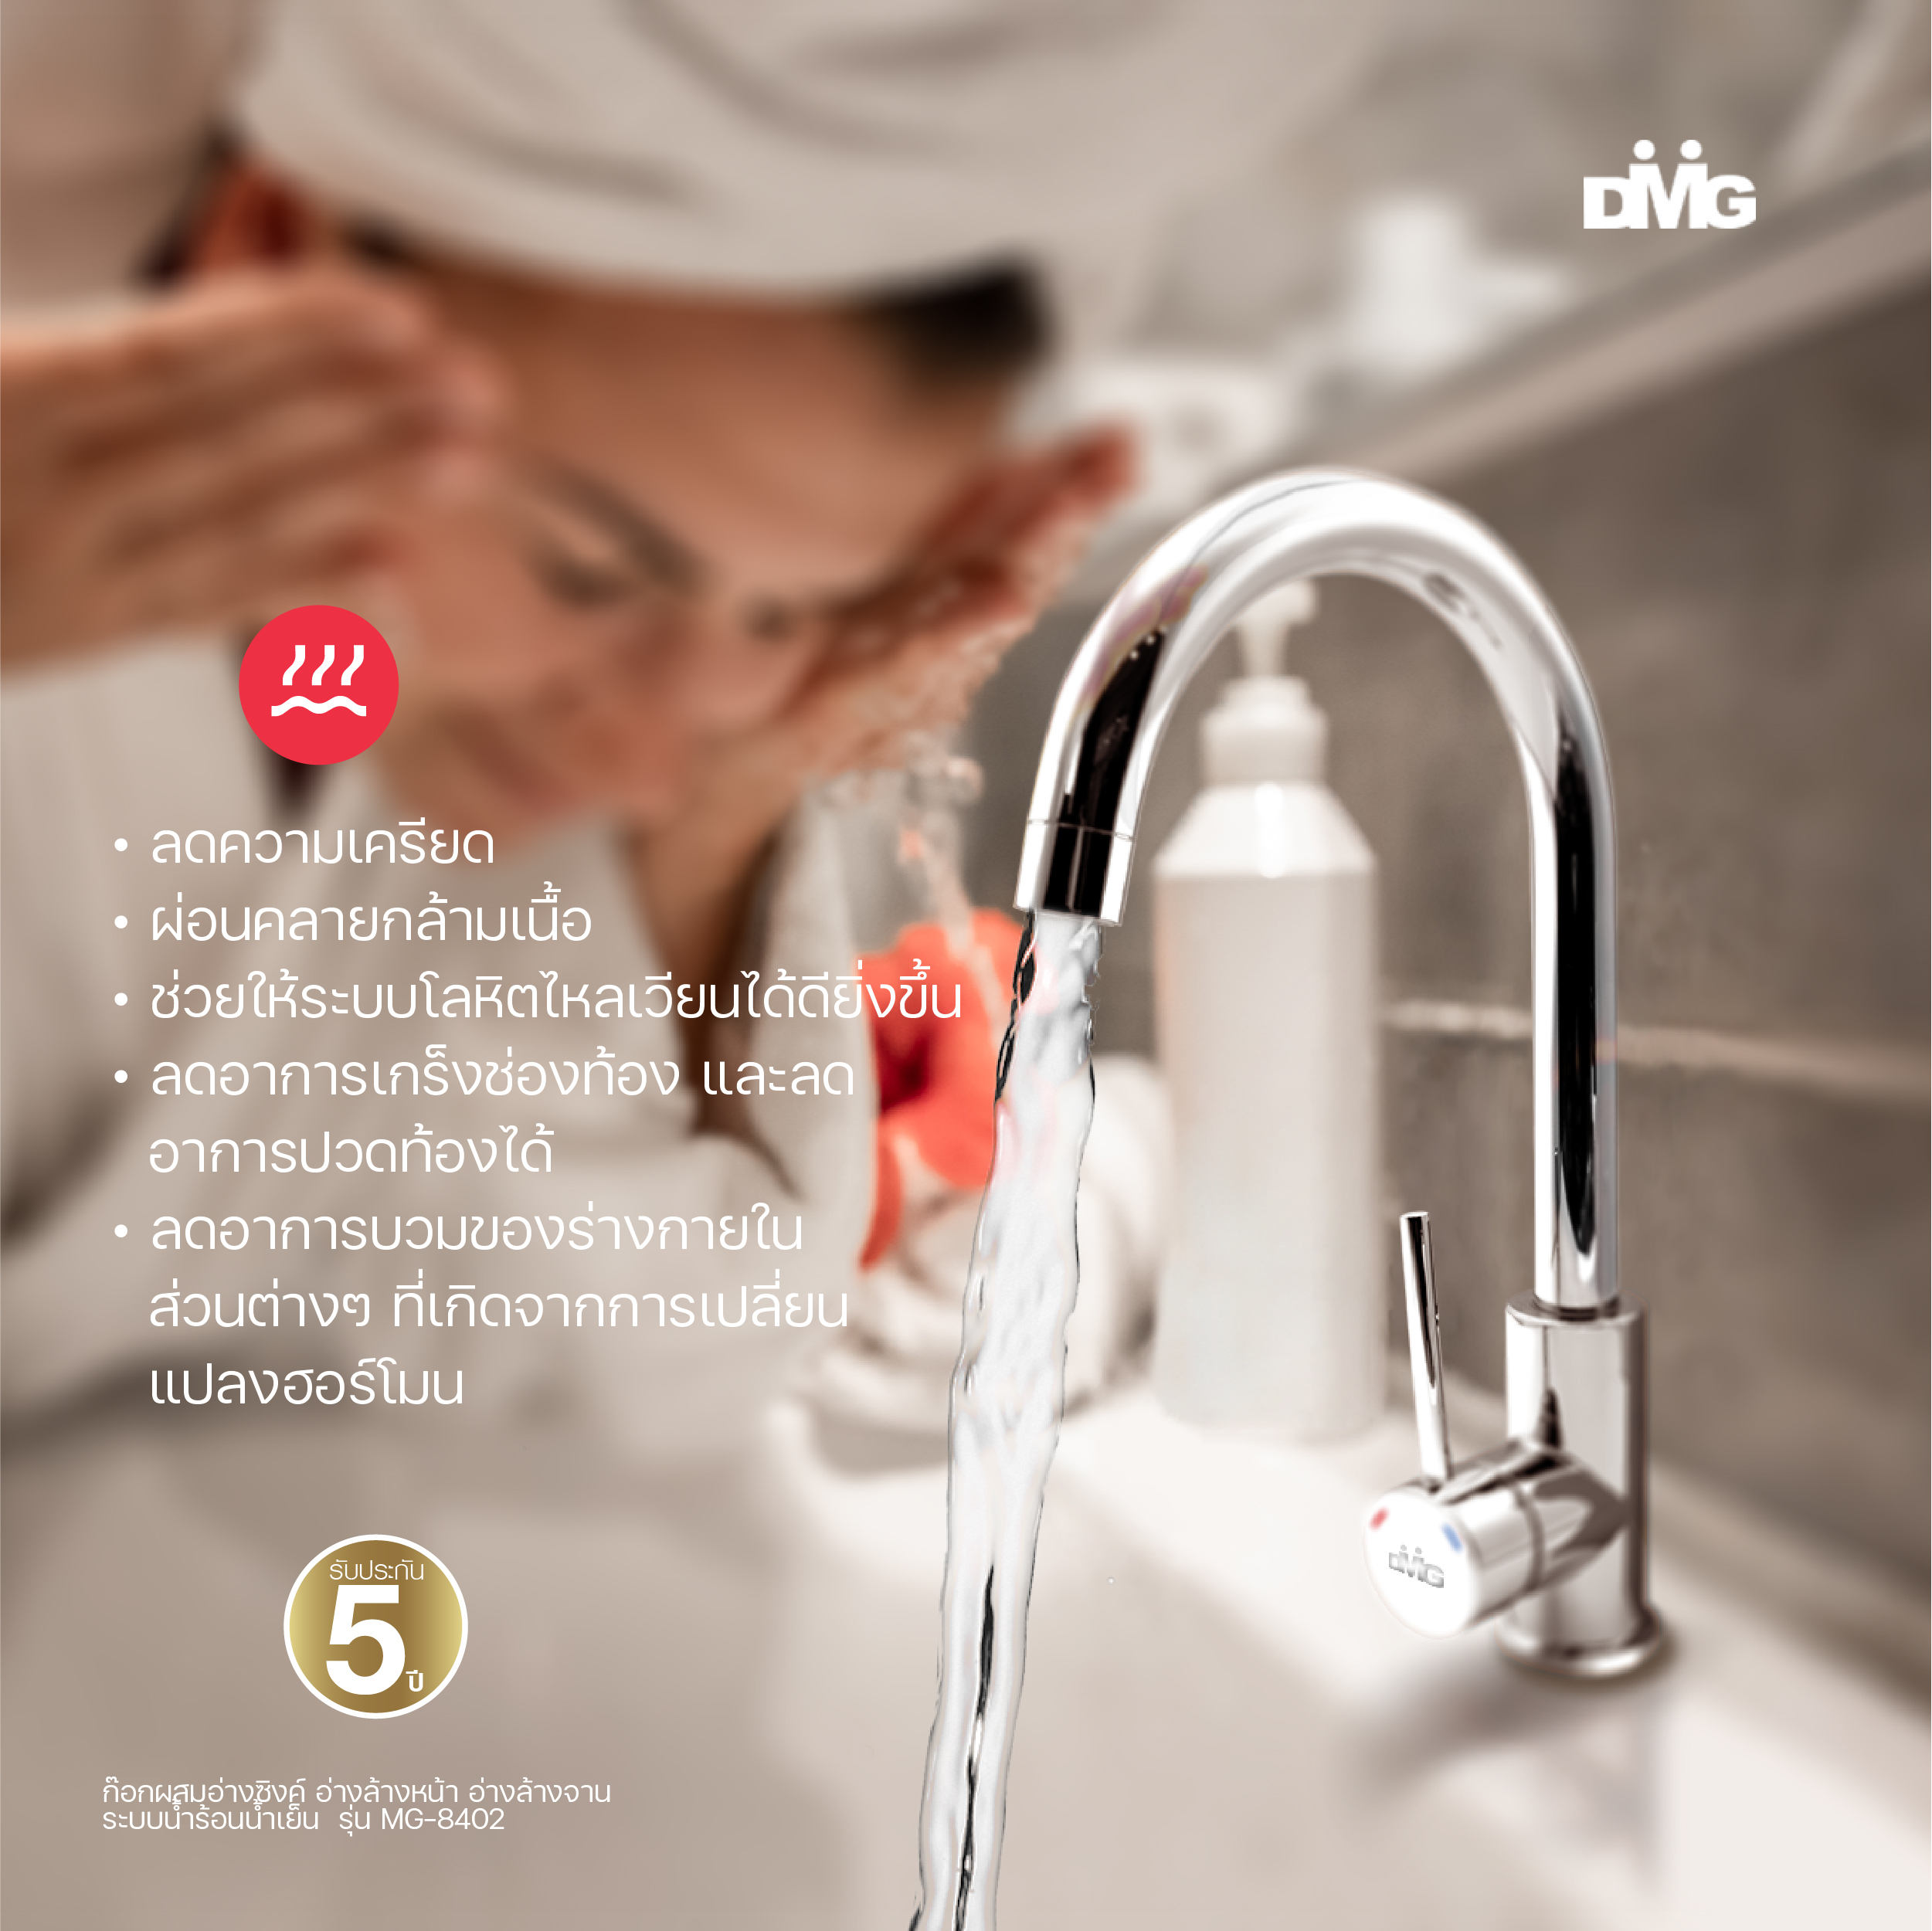 DMG
• ลดความเครียด
• ผ่อนคลายกล้ามเนื้อ
• ช่วยให้ระบบโลหิตไหลเวียนได้ดียิ่งขึ้น
• ลดอาการเกร็งช่องท้อง และลด
อาการปวดท้องได้
• ลดอาการบวมของร่างกายใน
ส่วนต่างๆ ที่เกิดจากการเปลี่ยน
แปลงฮอร์โมน
DMG
รับประกัน
5 ปี
ก๊อกผสมอ่างซิงค์ อ่างล้างหน้า อ่างล้างจาน
ระบบน้ำร้อนน้ำเย็น รุ่น MG-8402